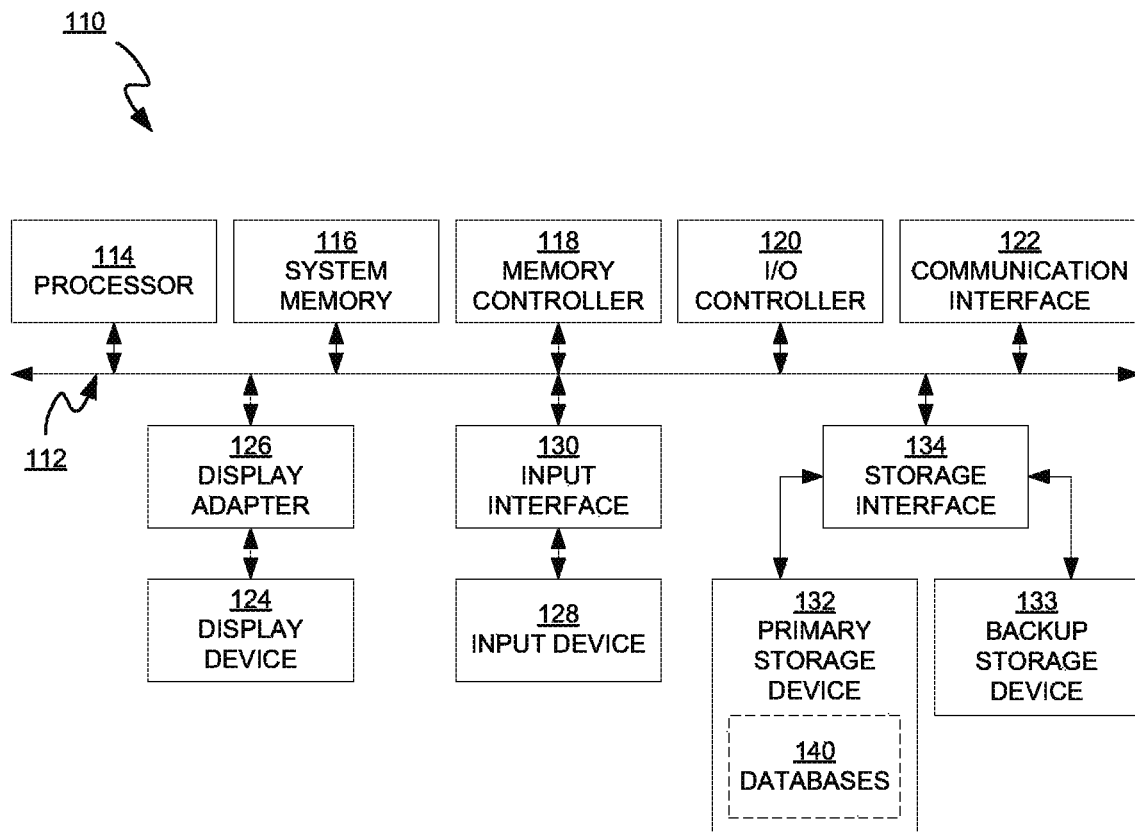 110
114
PROCESSOR
116
SYSTEM
MEMORY
118
MEMORY
CONTROLLER
120
I/O
CONTROLLER
122
COMMUNICATION
INTERFACE
112
126
DISPLAY
ADAPTER
130
INPUT
INTERFACE
134
STORAGE
INTERFACE
124
DISPLAY
DEVICE
128
INPUT DEVICE
132
PRIMARY
STORAGE
DEVICE
140
DATABASES
133
BACKUP
STORAGE
DEVICE